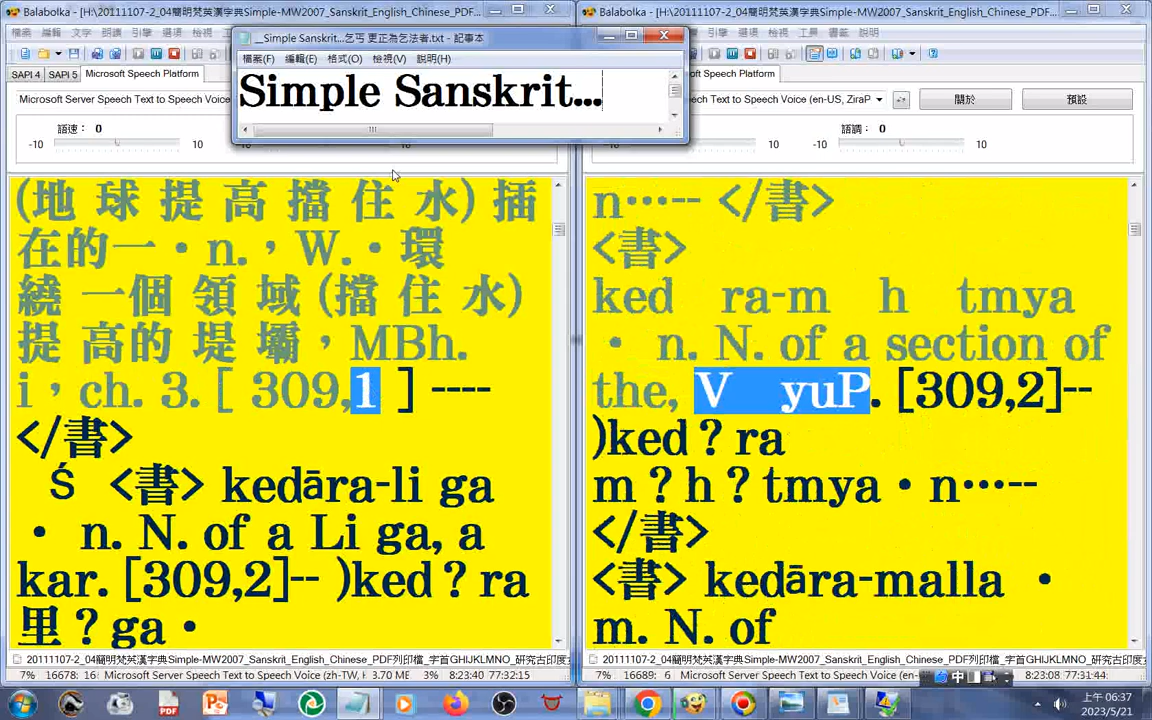 Balabolka - [H:\20111107-2_04簡明梵英漢字典Simple-MW2007_Sanskrit_English_Chinese_PDF...
Balabolka - [H:\20111107-2_04簡明梵英漢字典Simple-MW2007_Sanskrit_English_Chinese_PDF...
__Simple Sanskrit...乞丐 更正為乞法者.txt - 記事本
檔案(F) 編輯(E) 格式(O) 檢視(V) 說明(H)
Simple Sanskrit...
SAPI 4 SAPI 5 Microsoft Speech Platform
Speech Platform
Microsoft Server Speech Text to Speech Voice
Text to Speech Voice (en-US, ZiraP
關於
預設
語速： 0
-10 10
語調： 0
-10 10
(地 球 提 高 擋 住 水) 插
在的一・n.，W.・環
繞 一個 領 域 (擋 住 水)
提 高的 堤 壩，MBh.
i，ch. 3. [ 309,1 ] ----
</書>
Ś <書> kedāra-li ga
・ n. N. of a Li ga, a
kar. [309,2]-- )ked？ra
里？ga・
n…-- </書>
<書>
ked ra-m h tmya
・ n. N. of a section of
the, V yuP. [309,2]--
)ked？ra
m？h？tmya・n…--
</書>
<書> kedāra-malla ・
m. N. of
20111107-2_04簡明梵英漢字典Simple-MW2007_Sanskrit_English_Chinese_PDF列印檔_字首GHIJKLMNO_研究古印度
20111107-2_04簡明梵英漢字典Simple-MW2007_Sanskrit_English_Chinese_PDF列印檔_字首GHIJKLMNO_研究古印度
7% 16678: 16 Microsoft Server Speech Text to Speech Voice (zh-TW, H 3.70 ME 3% 8:23:40 77:32:15
7% 16689: 6 Microsoft Server Speech Text to Speech Voice 8:23:08 77:31:44
中
上午 06:37
2023/5/21